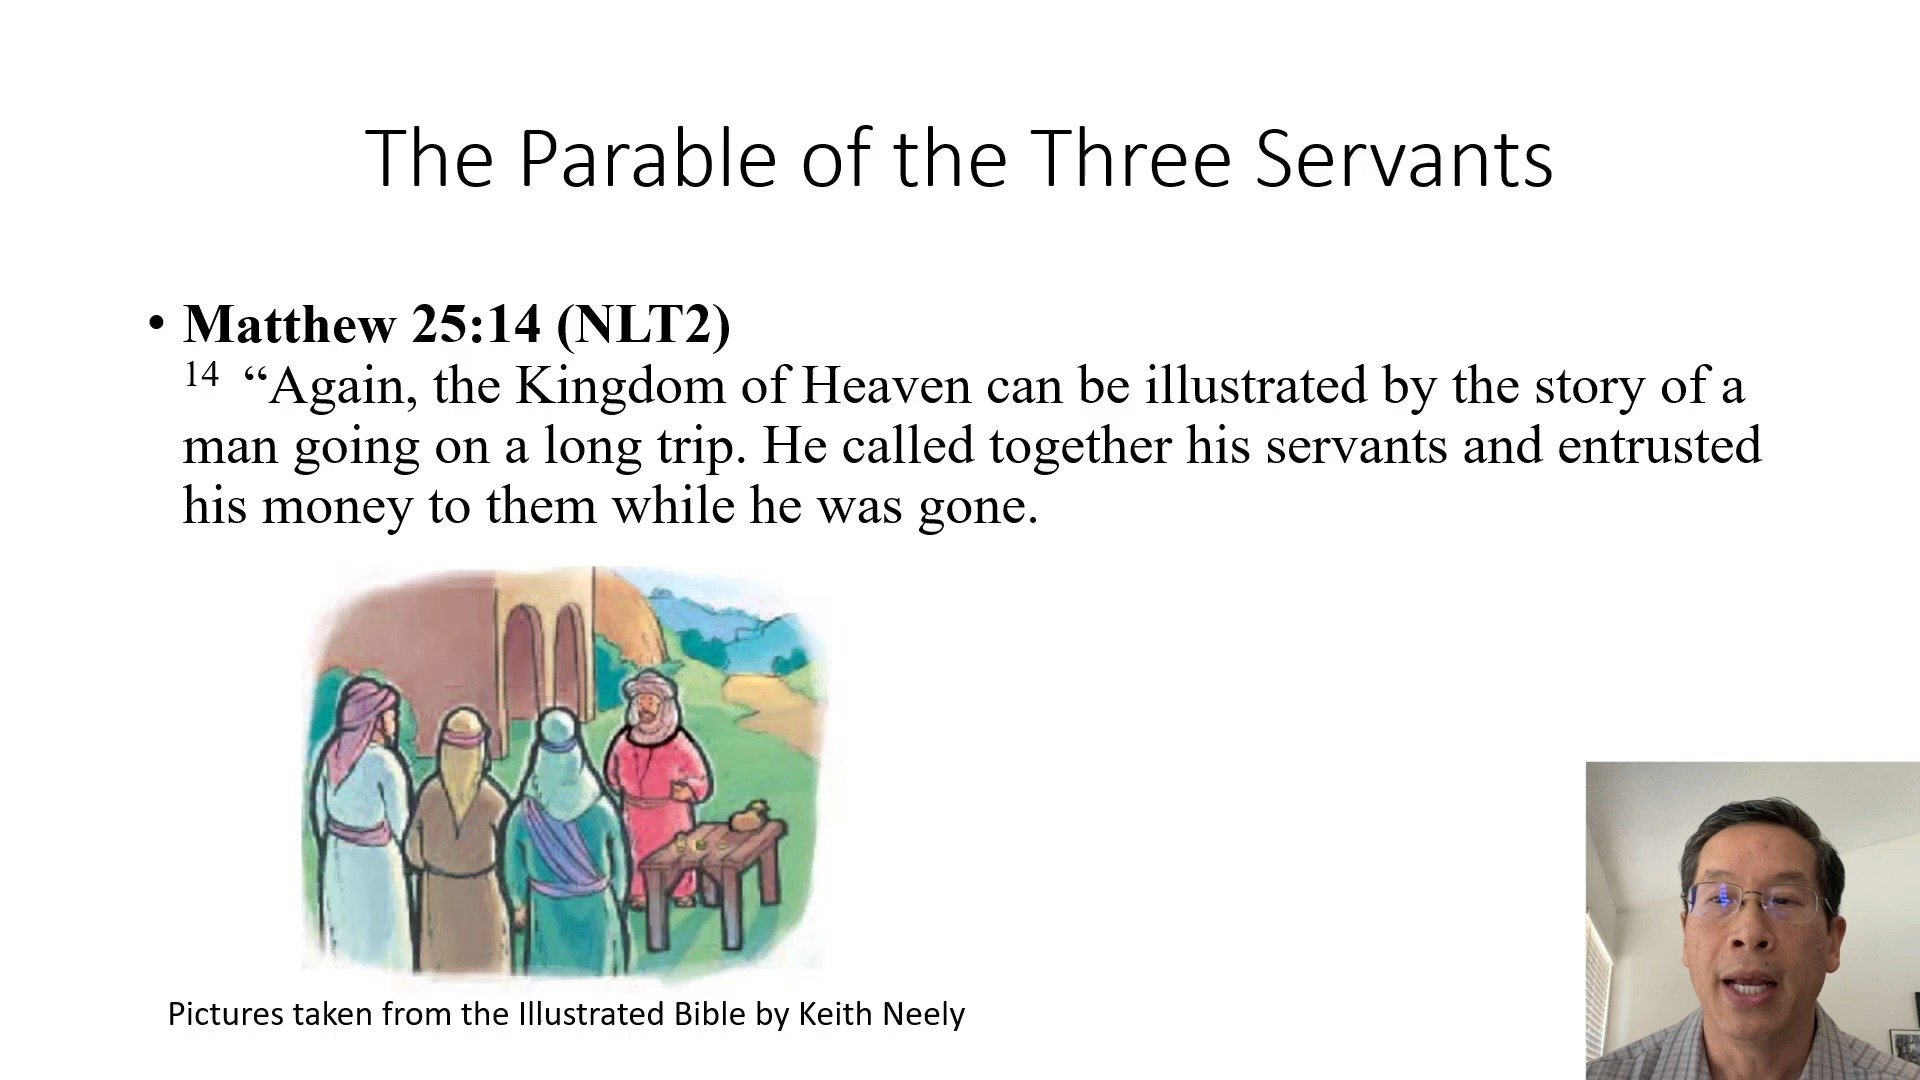 The Parable of the Three Servants
• Matthew 25:14 (NLT2)
14 “Again, the Kingdom of Heaven can be illustrated by the story of a
man going on a long trip. He called together his servants and entrusted
his money to them while he was gone.
Pictures taken from the Illustrated Bible by Keith Neely